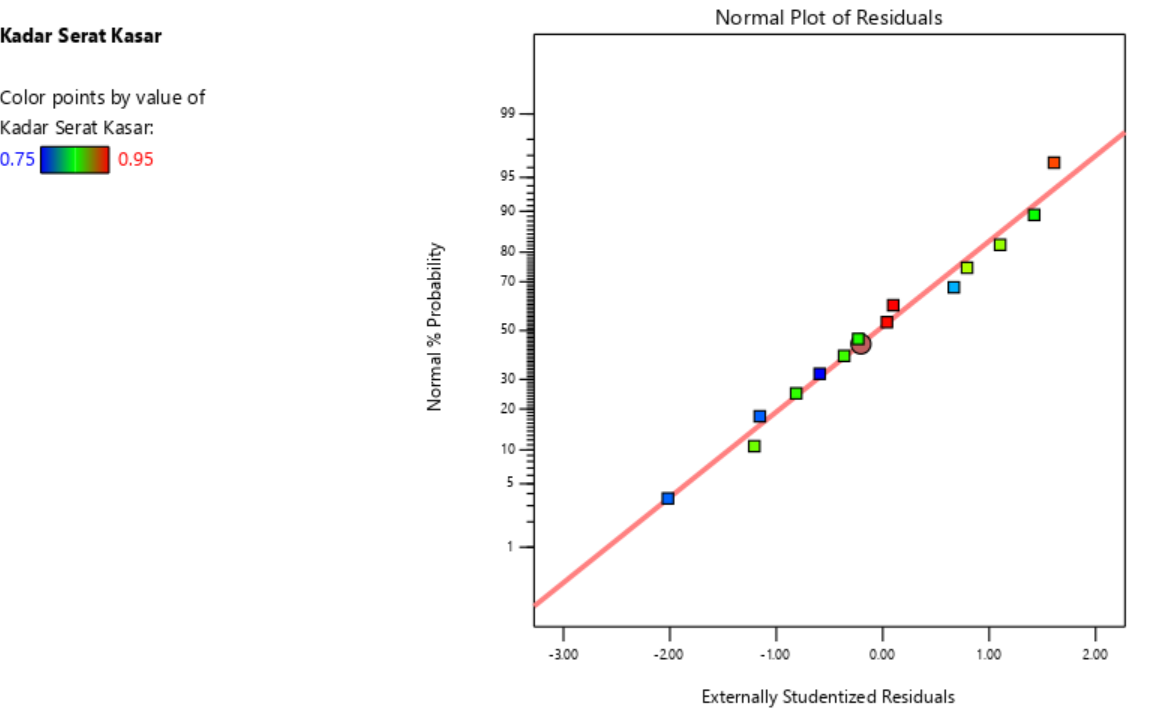 Kadar Serat Kasar
Color points by value of
Kadar Serat Kasar:
0.75 0.95
Normal Plot of Residuals
Normal % Probability
99
95
90
80
70
50
30
20
10
5
1
-3.00 -2.00 -1.00 0.00 1.00 2.00
Externally Studentized Residuals